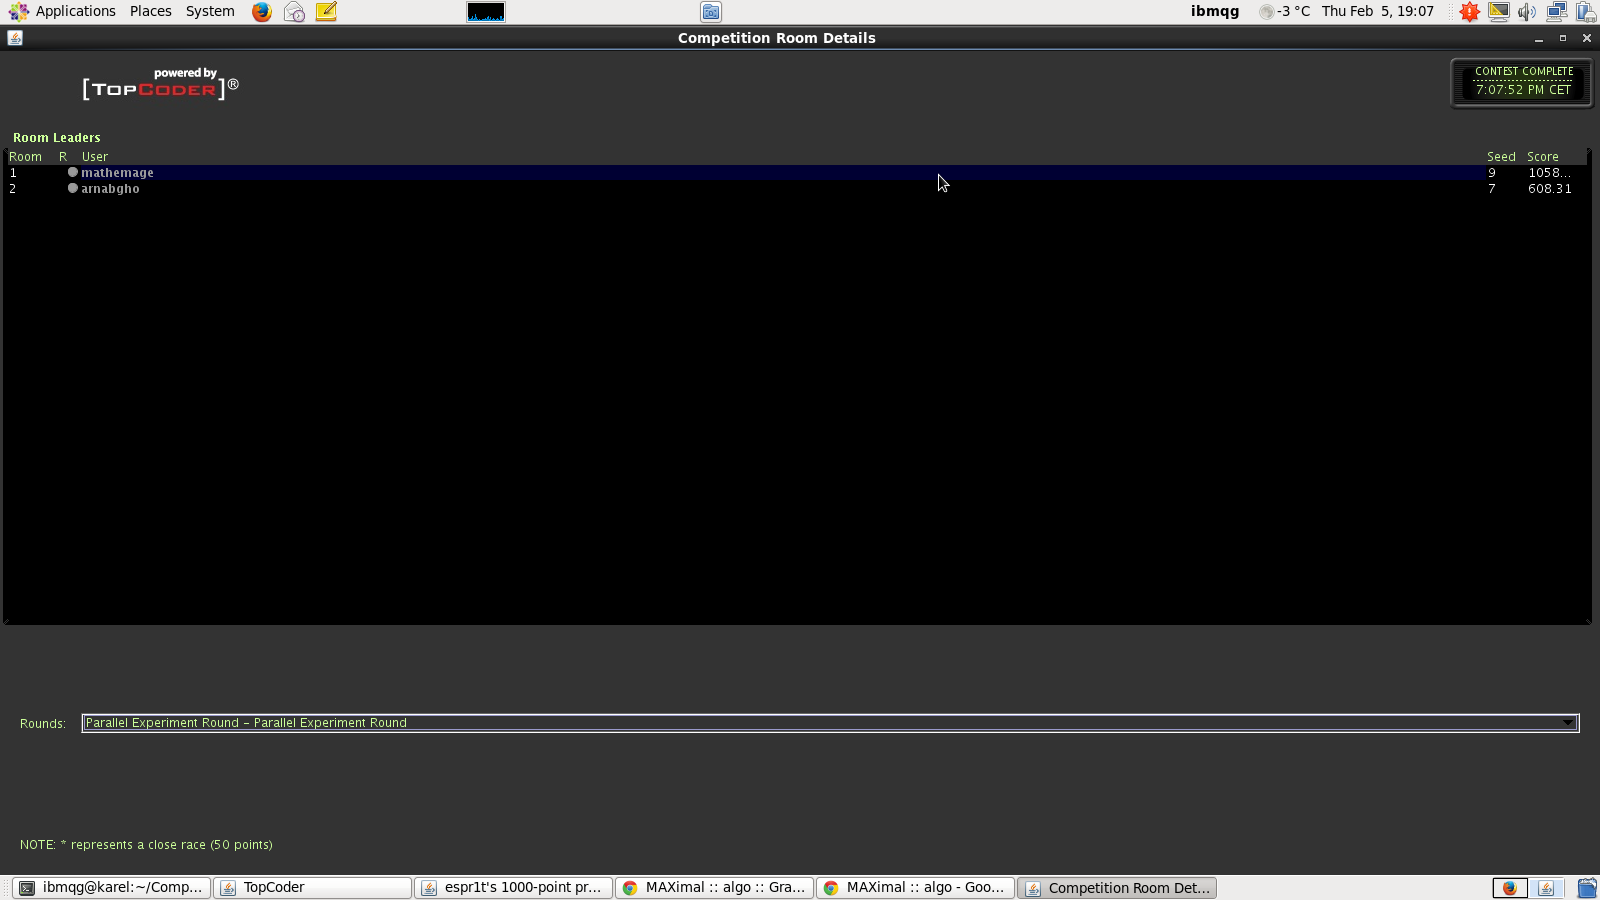 Applications Places System ibmqg -3 °C Thu Feb 5, 19:07
Competition Room Details
powered by
[TOPCODER]®
CONTEST COMPLETE
7:07:52 PM CET
Room Leaders
Room R User Seed Score
1 mathemage 9 1058...
2 arnabgho 7 608.31
Rounds: Parallel Experiment Round - Parallel Experiment Round
NOTE: * represents a close race (50 points)
ibmqg@karel:~/Comp... TopCoder espr1t's 1000-point pr... MAXimal :: algo :: Gra... MAXimal :: algo - Goo... Competition Room Det...